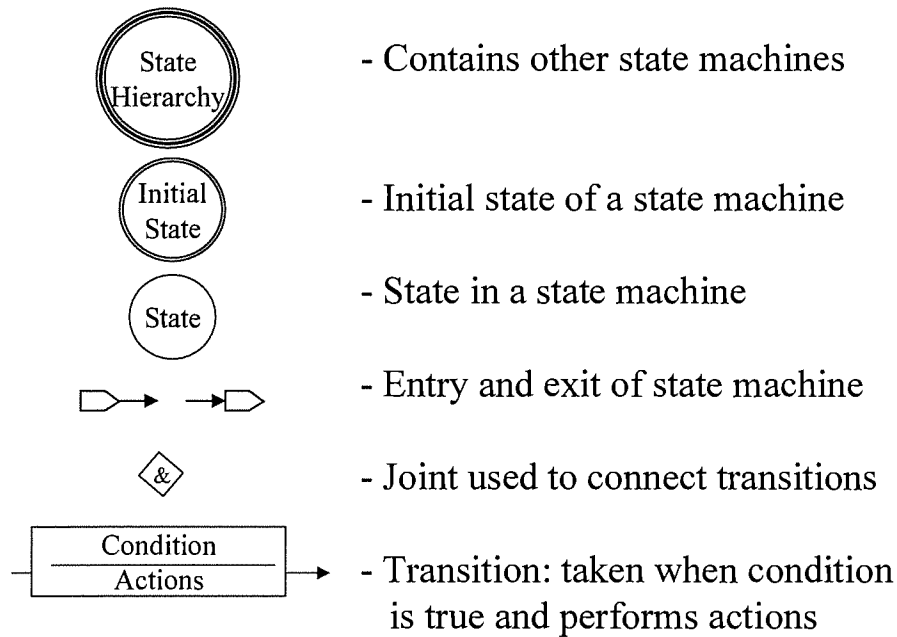 State
Hierarchy
- Contains other state machines
Initial
State
- Initial state of a state machine
State
- State in a state machine
- Entry and exit of state machine
&
- Joint used to connect transitions
Condition
Actions
- Transition: taken when condition
is true and performs actions